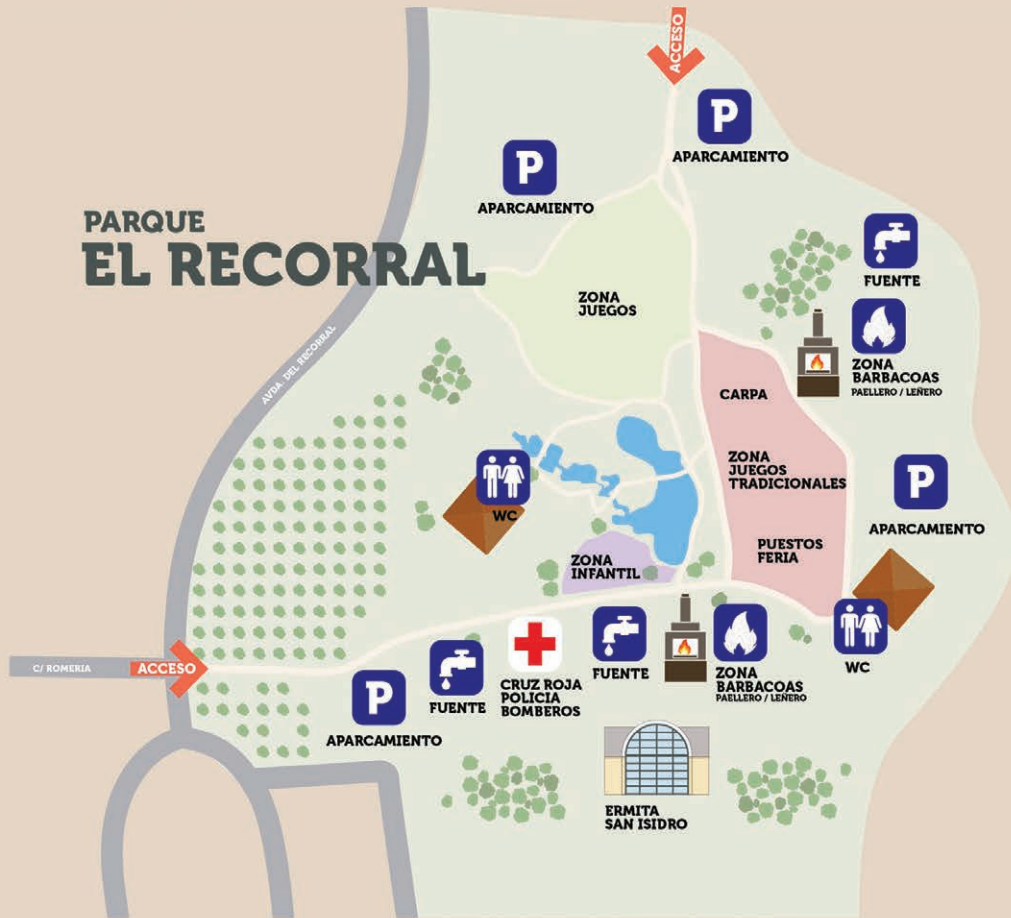 ACCESO
P
APARCAMIENTO
P
APARCAMIENTO
PARQUE
EL RECORRAL
FUENTE
ZONA
JUEGOS
ZONA
BARBACOAS
PAELLERO / LEÑERO
AVDA. DEL RECORRAL
CARPA
ZONA
JUEGOS
TRADICIONALES
P
APARCAMIENTO
WC
PUESTOS
FERIA
ZONA
INFANTIL
C/ ROMERIA
ACCESO
P
APARCAMIENTO
FUENTE
CRUZ ROJA
POLICIA
BOMBEROS
FUENTE
ZONA
BARBACOAS
PAELLERO / LEÑERO
WC
ERMITA
SAN ISIDRO